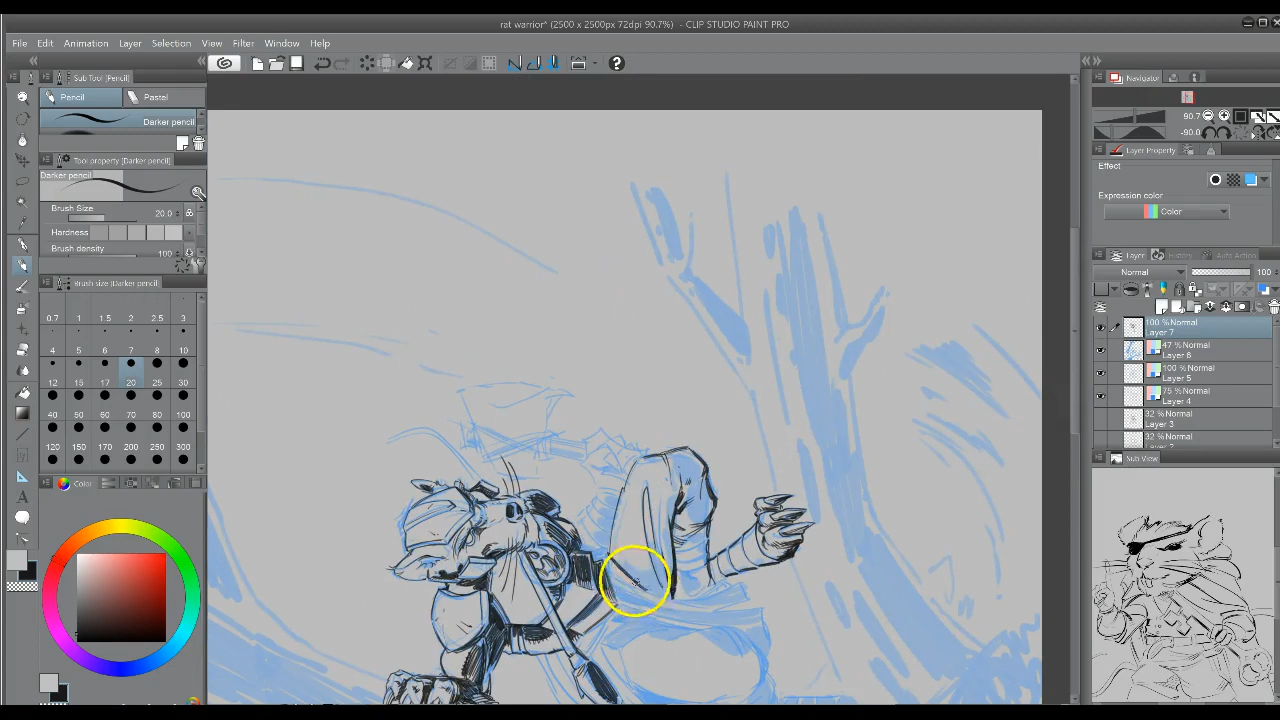 rat warrior* (2500 x 2500px 72dpi 90.7%) - CLIP STUDIO PAINT PRO
File Edit Animation Layer Selection View Filter Window Help
Sub Tool [Pencil]
Pencil Pastel
Darker pencil
Tool property [Darker pencil]
Darker pencil
Brush Size 20.0
Hardness
Brush density 100
Brush size [Darker pencil]
0.7 1 1.5 2 2.5 3
4 5 6 7 8 10
12 15 17 20 25 30
40 50 60 70 80 100
120 150 170 200 250 300
Color
Navigator
90.7
-90.0
Layer Property
Effect
Expression color
Color
Layer History Auto Action
Normal 100
100 %Normal
Layer 7
47 %Normal
Layer 6
100 %Normal
Layer 5
75 %Normal
Layer 4
32 %Normal
Layer 3
32 %Normal
Sub View